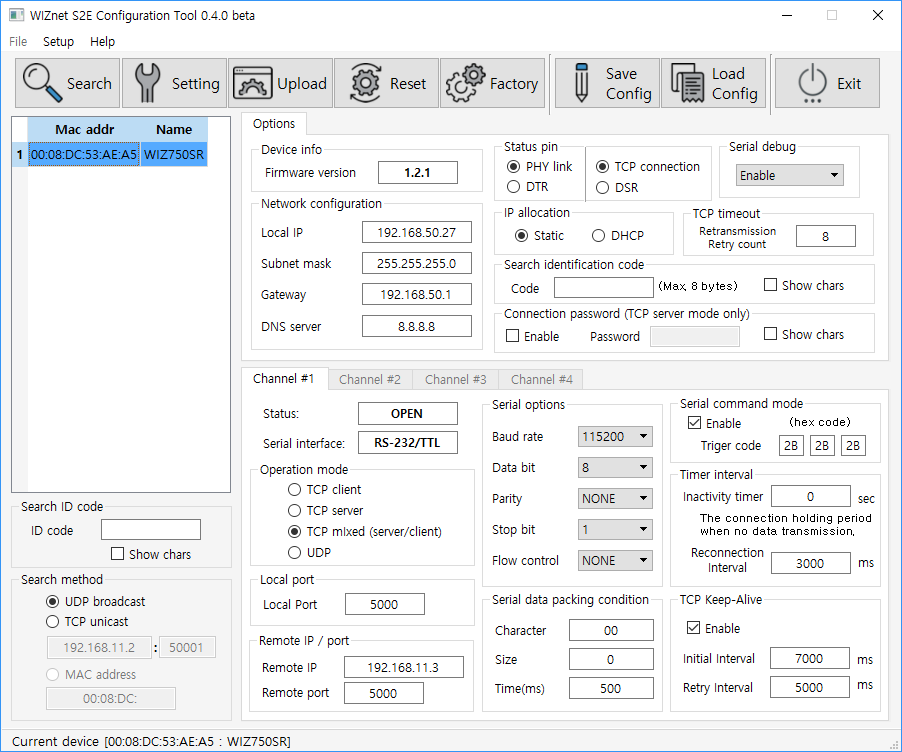 WIZnet S2E Configuration Tool 0.4.0 beta
File Setup Help
Search Setting Upload Reset Factory Save Config Load Config Exit
Mac addr Name
1 00:08:DC:53:AE:A5 WIZ750SR
Search ID code
ID code
Show chars
Search method
UDP broadcast
TCP unicast
192.168.11.2 : 50001
MAC address
00:08:DC:
Options
Device info
Firmware version 1.2.1
Network configuration
Local IP 192.168.50.27
Subnet mask 255.255.255.0
Gateway 192.168.50.1
DNS server 8.8.8.8
Status pin
PHY link TCP connection
DTR DSR
Serial debug
Enable
IP allocation
Static DHCP
TCP timeout
Retransmission
Retry count 8
Search identification code
Code (Max. 8 bytes) Show chars
Connection password (TCP server mode only)
Enable Password Show chars
Channel #1 Channel #2 Channel #3 Channel #4
Status: OPEN
Serial interface: RS-232/TTL
Operation mode
TCP client
TCP server
TCP mixed (server/client)
UDP
Local port
Local Port 5000
Remote IP / port
Remote IP 192.168.11.3
Remote port 5000
Serial options
Baud rate 115200
Data bit 8
Parity NONE
Stop bit 1
Flow control NONE
Serial data packing condition
Character 00
Size 0
Time(ms) 500
Serial command mode
Enable (hex code)
Triger code 2B 2B 2B
Timer interval
Inactivity timer 0 sec
The connection holding period
when no data transmission.
Reconnection
Interval 3000 ms
TCP Keep-Alive
Enable
Initial Interval 7000 ms
Retry Interval 5000 ms
Current device [00:08:DC:53:AE:A5 : WIZ750SR]